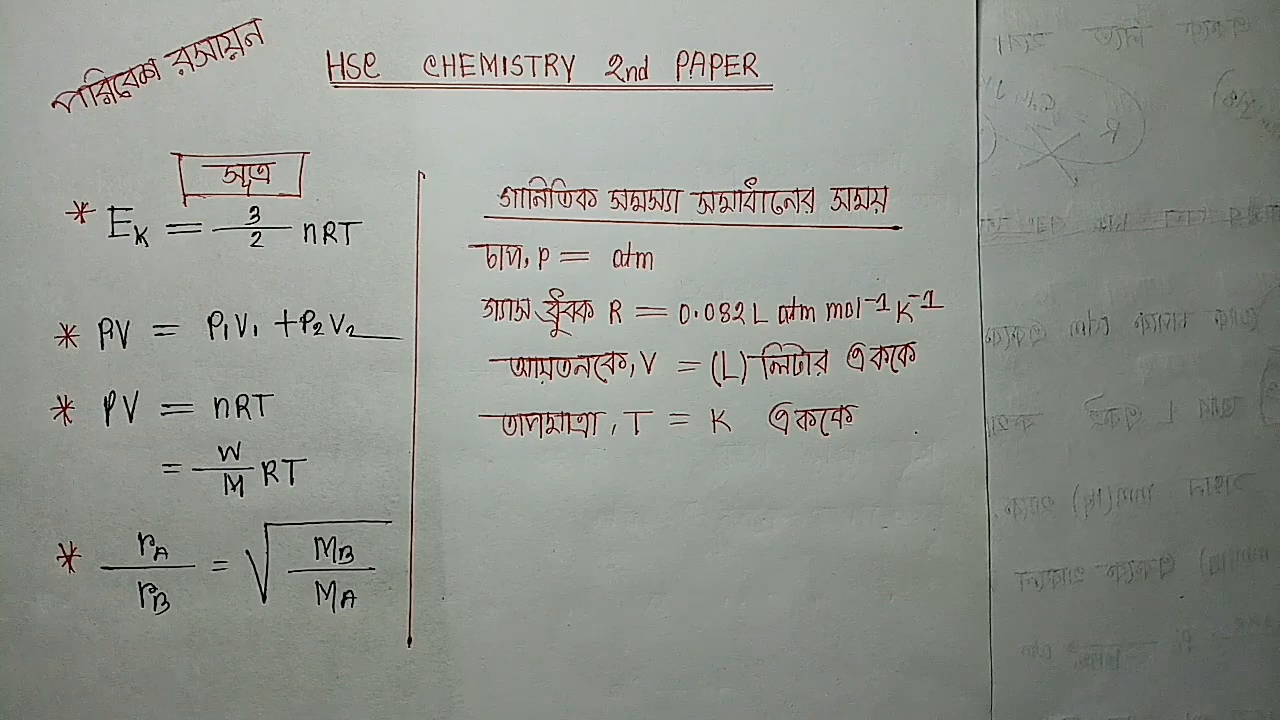 পরিবেশ রসায়ন
HSC CHEMISTRY 2nd PAPER
সূত্র
* E_K = 3/2 nRT
* PV = P₁V₁ + P₂V₂
* PV = nRT
= W/M RT
* r_A/r_B = √(M_B/M_A)
গানিতিক সমস্যা সমাধানের সময়
চাপ, P = atm
গ্যাস ধ্রুবক R = 0.082 L atm mol⁻¹ K⁻¹
আয়তনকে, V = (L) লিটার এককে
তাপমাত্রা, T = K এককে